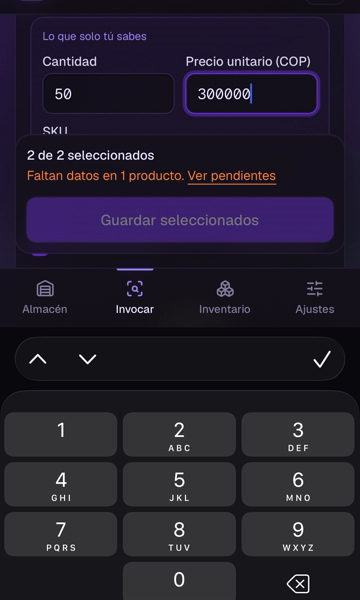 Lo que solo tú sabes
Cantidad
Precio unitario (COP)
50
300000
SKU
2 de 2 seleccionados
Faltan datos en 1 producto. Ver pendientes
Guardar seleccionados
Almacén
Invocar
Inventario
Ajustes
1
2
ABC
3
DEF
4
GHI
5
JKL
6
MNO
7
PQRS
8
TUV
9
WXYZ
0